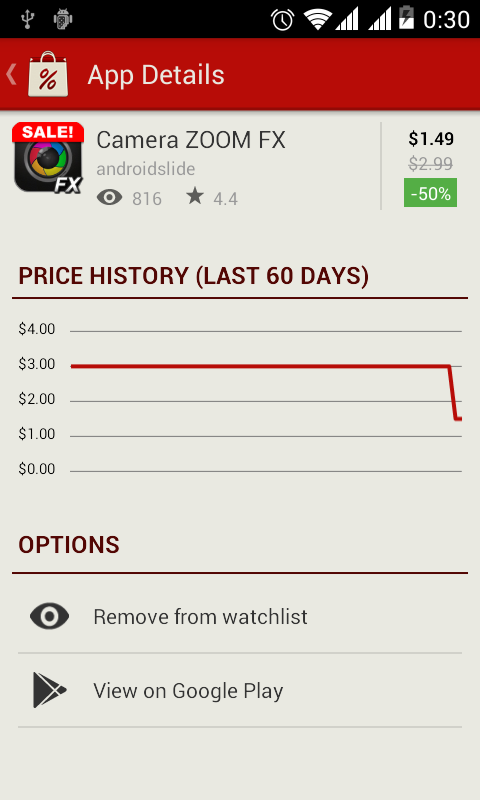 0:30
App Details
SALE!
FX
Camera ZOOM FX
androidslide
816 4.4
$1.49
$2.99
-50%
PRICE HISTORY (LAST 60 DAYS)
$4.00
$3.00
$2.00
$1.00
$0.00
OPTIONS
Remove from watchlist
View on Google Play